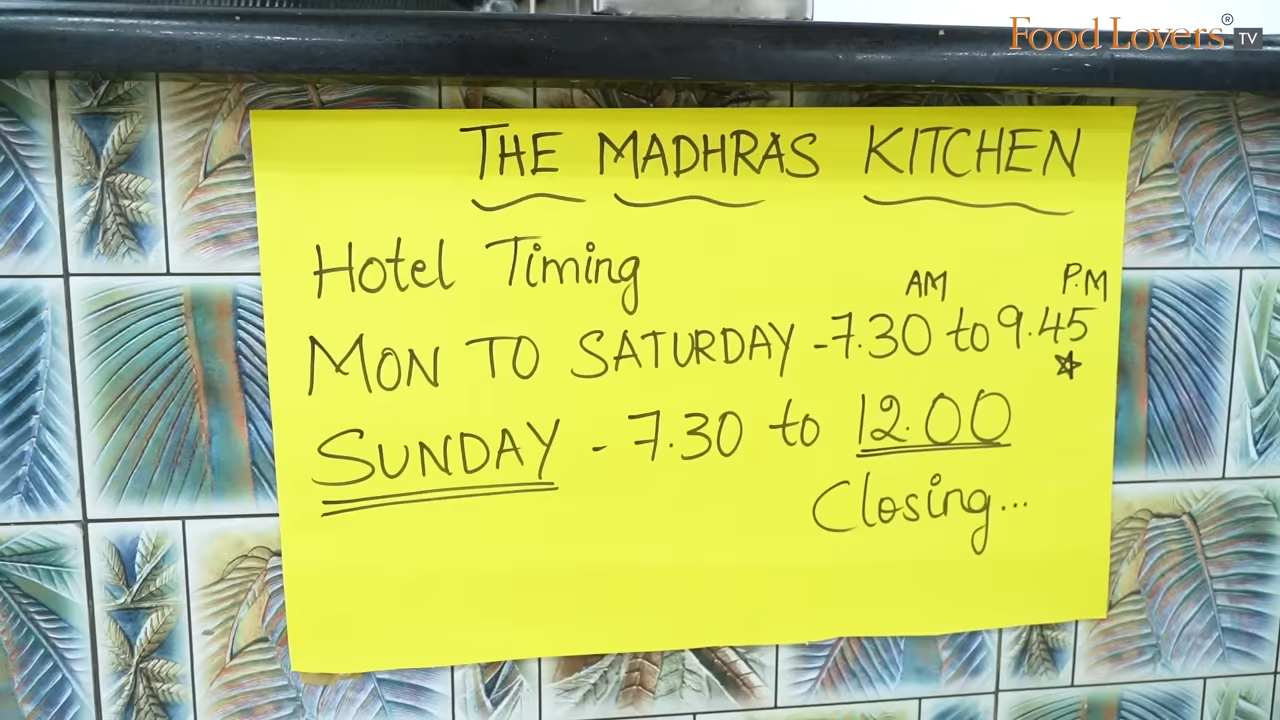 Food Lovers® TV
THE MADHRAS KITCHEN
Hotel Timing
AM P.M
MON TO SATURDAY - 7.30 to 9.45
SUNDAY - 7.30 to 12.00
Closing...